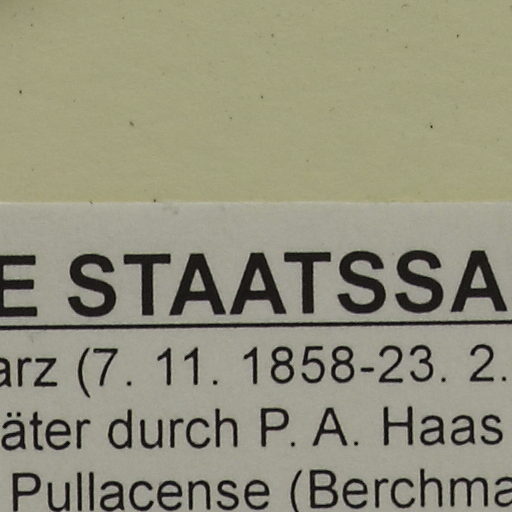 E STAATSSA
arz (7. 11. 1858-23. 2.
äter durch P. A. Haas
Pullacense (Berchma